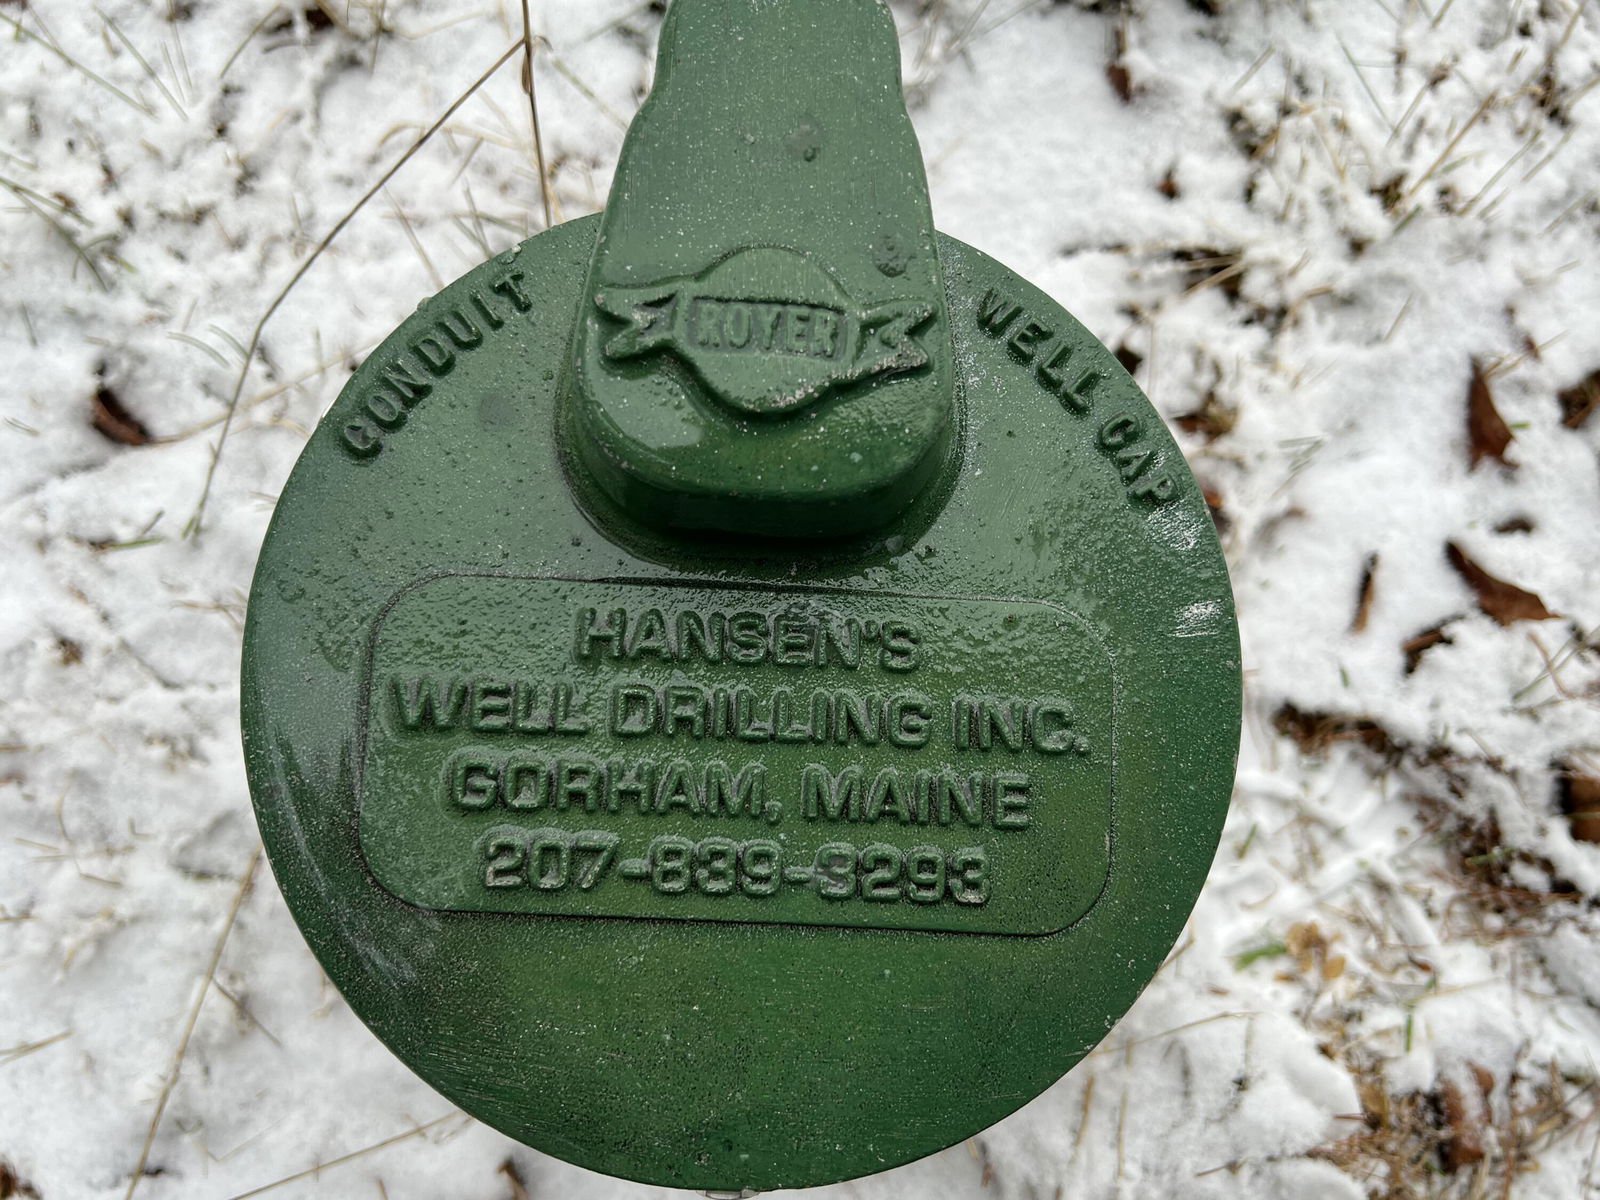 ROYER
CONDUIT WELL CAP
HANSEN'S
WELL DRILLING INC.
GORHAM, MAINE
207-839-3293